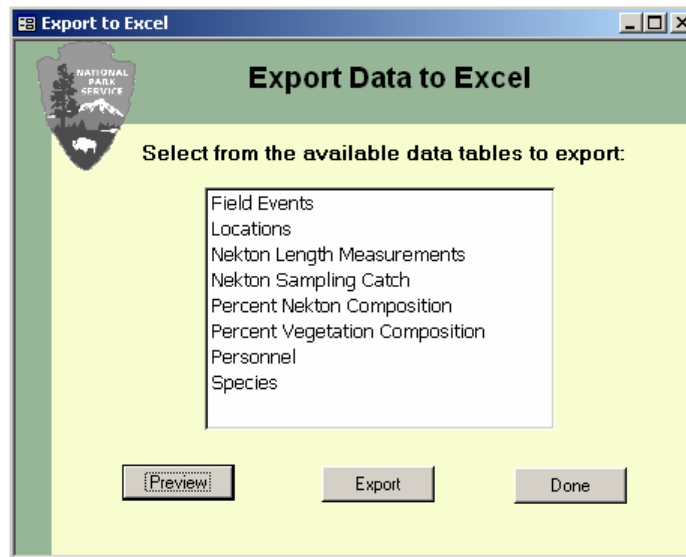 Export to Excel
NATIONAL
PARK
SERVICE
Export Data to Excel
Select from the available data tables to export:
Field Events
Locations
Nekton Length Measurements
Nekton Sampling Catch
Percent Nekton Composition
Percent Vegetation Composition
Personnel
Species
Preview Export Done